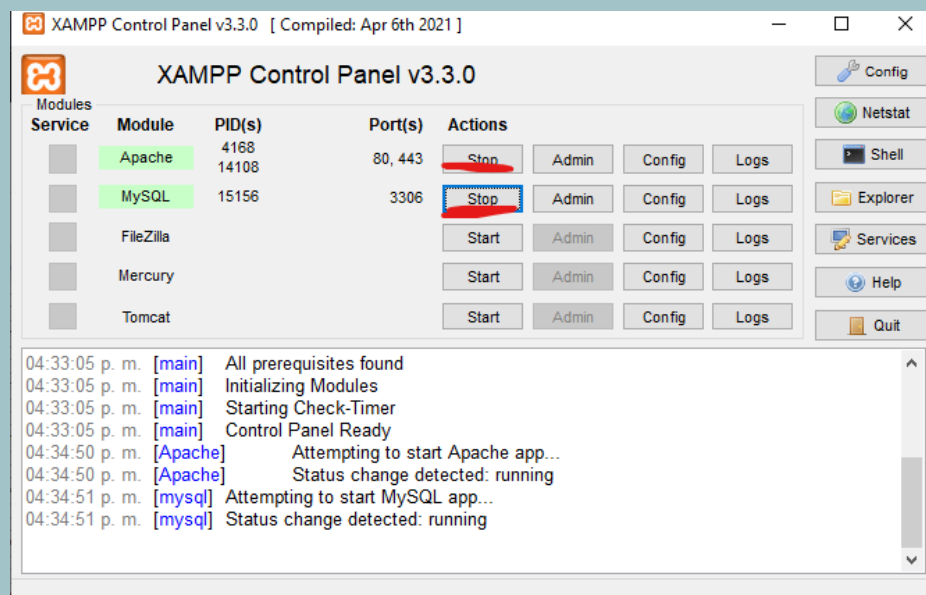 XAMPP Control Panel v3.3.0 [ Compiled: Apr 6th 2021 ]
XAMPP Control Panel v3.3.0
Config
Modules
Service Module PID(s) Port(s) Actions
Netstat
Apache 4168 14108 80, 443 Stop Admin Config Logs
Shell
MySQL 15156 3306 Stop Admin Config Logs
Explorer
FileZilla Start Admin Config Logs
Services
Mercury Start Admin Config Logs
Help
Tomcat Start Admin Config Logs
Quit
04:33:05 p. m. [main] All prerequisites found
04:33:05 p. m. [main] Initializing Modules
04:33:05 p. m. [main] Starting Check-Timer
04:33:05 p. m. [main] Control Panel Ready
04:34:50 p. m. [Apache] Attempting to start Apache app...
04:34:50 p. m. [Apache] Status change detected: running
04:34:51 p. m. [mysql] Attempting to start MySQL app...
04:34:51 p. m. [mysql] Status change detected: running